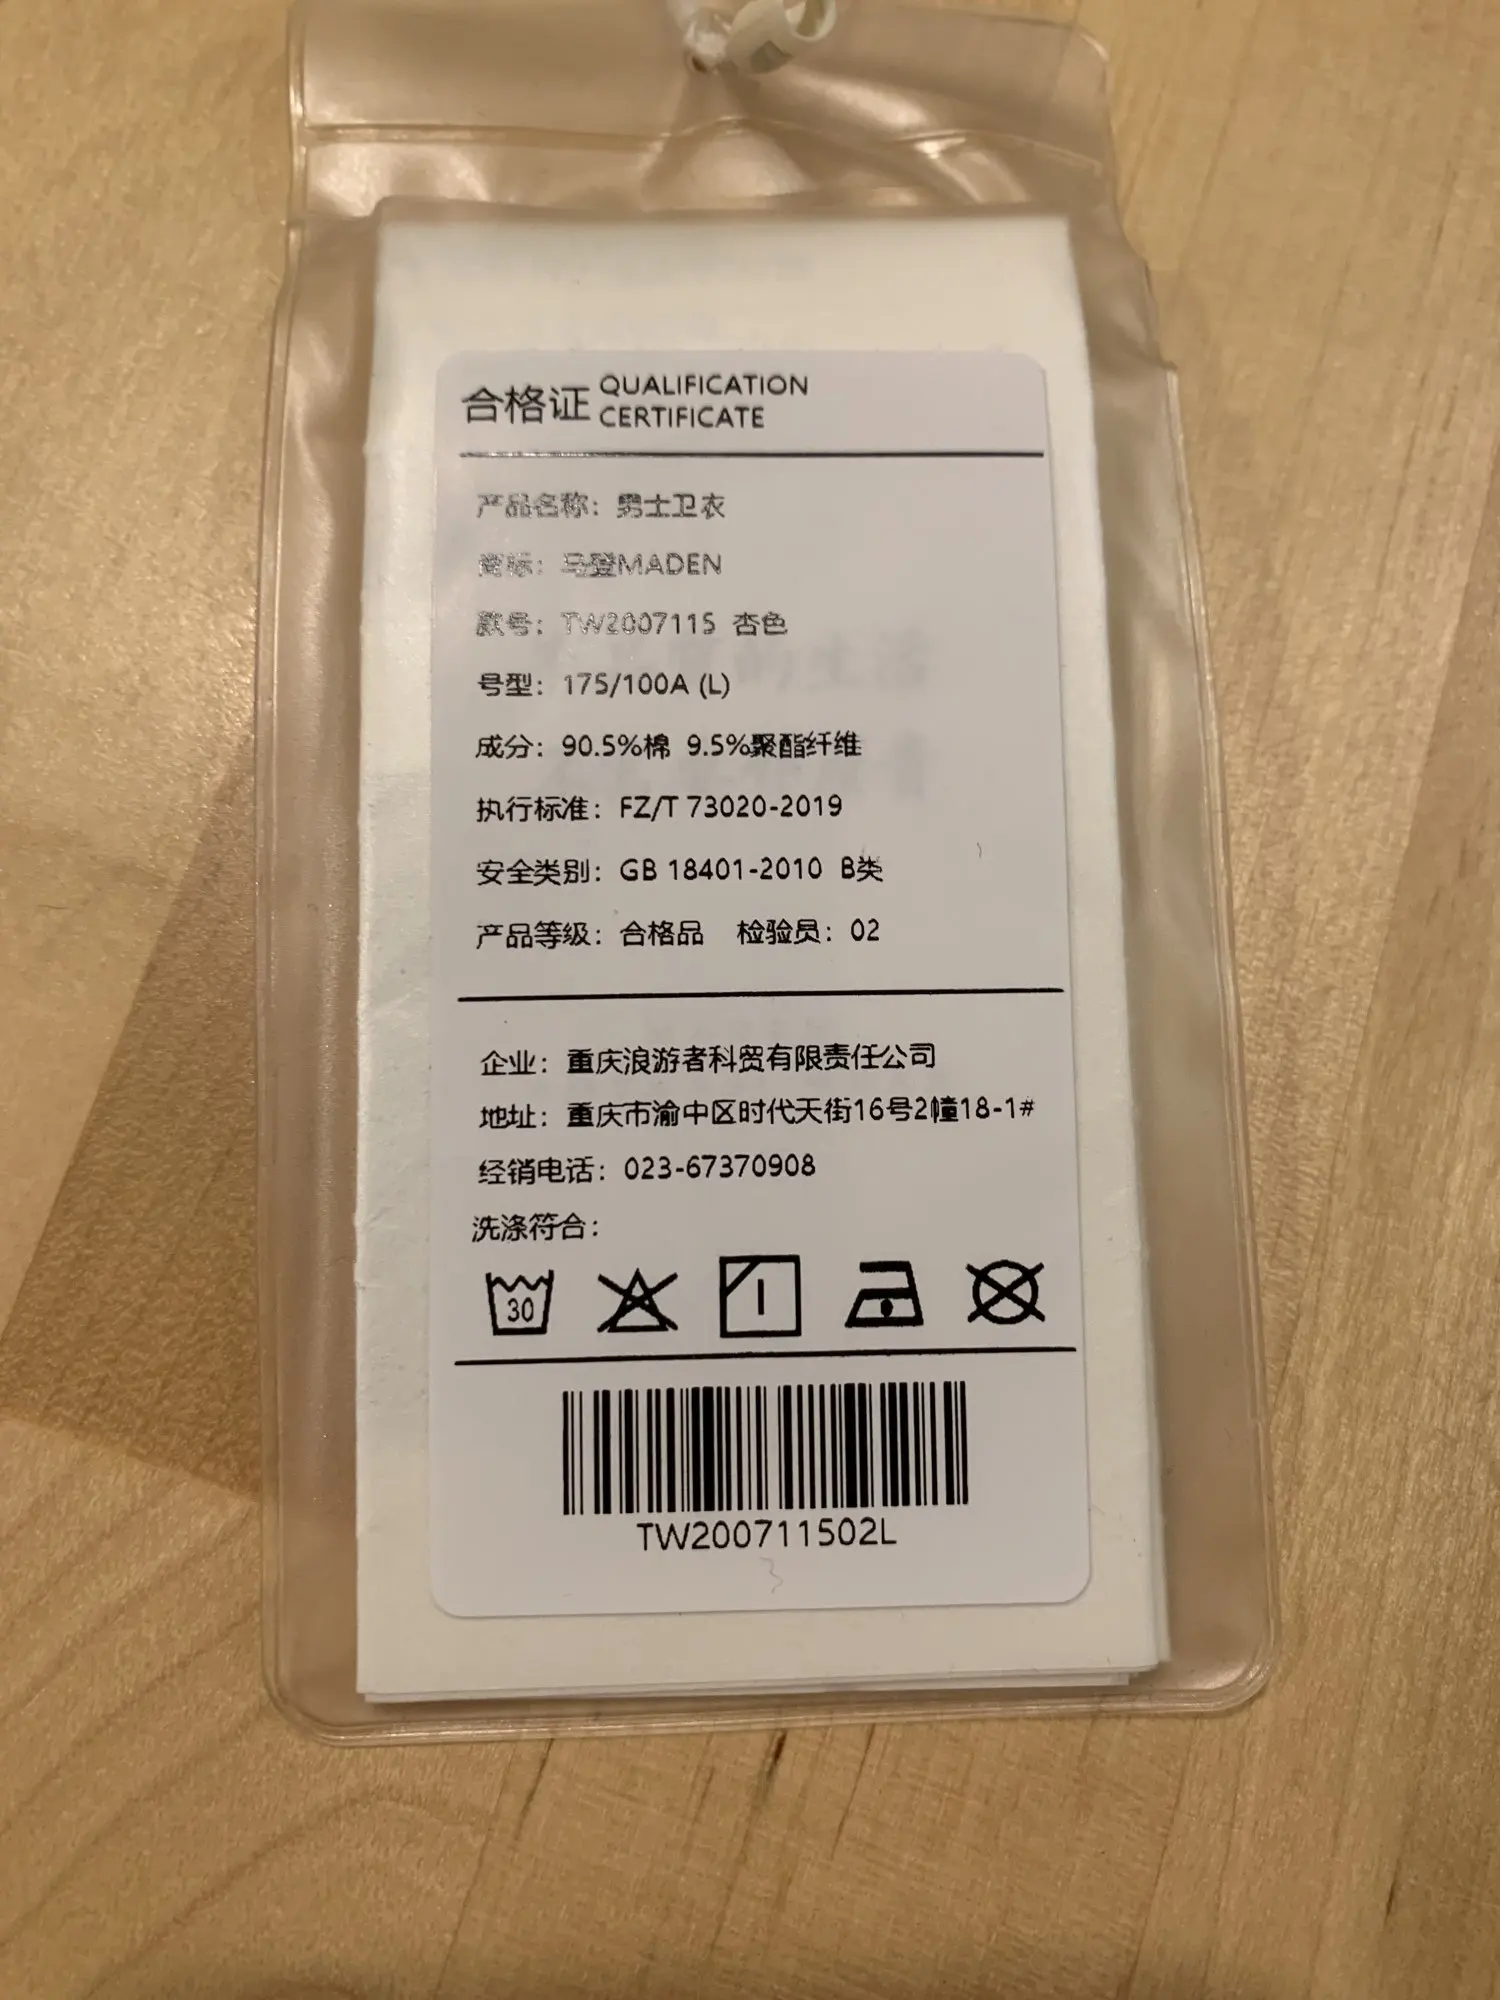 合格证 QUALIFICATION
CERTIFICATE
产品名称：男士卫衣
商标：马登MADEN
款号：TW2007115 杏色
号型：175/100A (L)
成分：90.5%棉 9.5%聚酯纤维
执行标准：FZ/T 73020-2019
安全类别：GB 18401-2010 B类
产品等级：合格品 检验员：02
企业：重庆浪游者科贸有限责任公司
地址：重庆市渝中区时代天街16号2幢18-1#
经销电话：023-67370908
洗涤符合：
30
TW200711502L